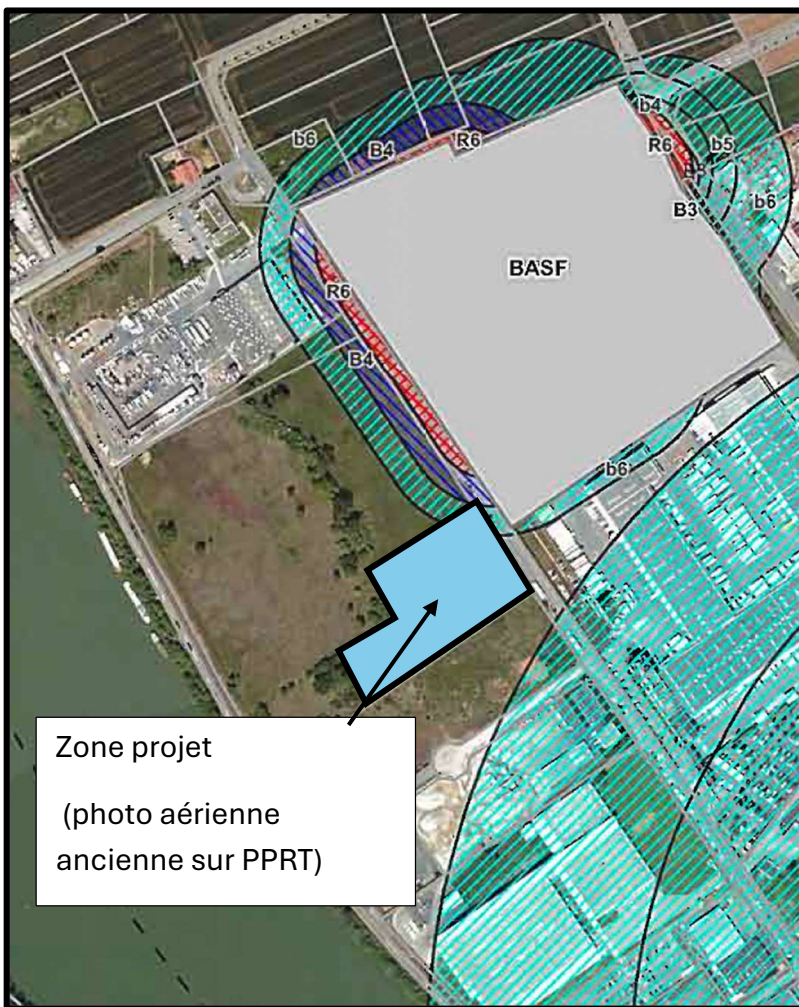 b4
b6
B4
R6
R6
b5
B3
b6
BASF
R6
B4
b6
Zone projet
(photo aérienne
ancienne sur PPRT)